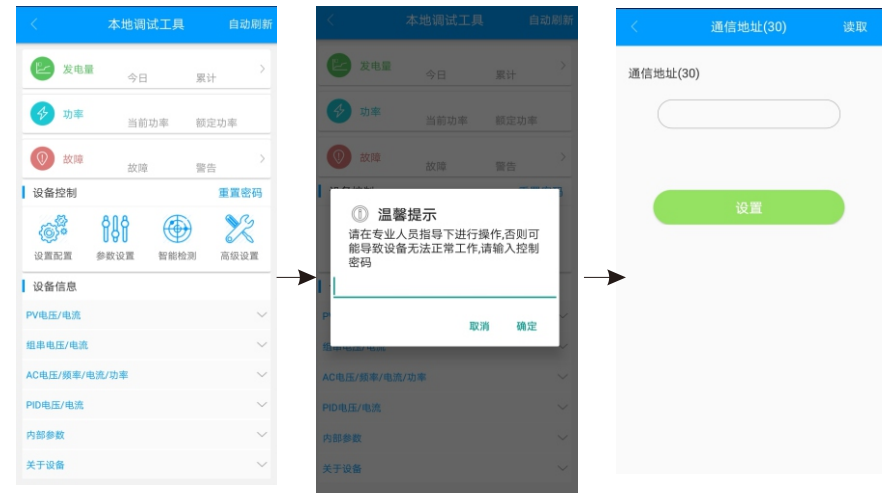 本地调试工具 自动刷新
发电量 今日 累计
功率 当前功率 额定功率
故障 故障 警告
设备控制 重置密码
设置配置 参数设置 智能检测 高级设置
设备信息
PV电压/电流
组串电压/电流
AC电压/频率/电流/功率
PID电压/电流
内部参数
关于设备
本地调试工具 自动刷新
发电量 今日 累计
功率 当前功率 额定功率
故障 故障 警告
温馨提示
请在专业人员指导下进行操作,否则可
能导致设备无法正常工作,请输入控制
密码
取消 确定
AC电压/频率/电流/功率
PID电压/电流
内部参数
关于设备
通信地址(30) 读取
通信地址(30)
设置